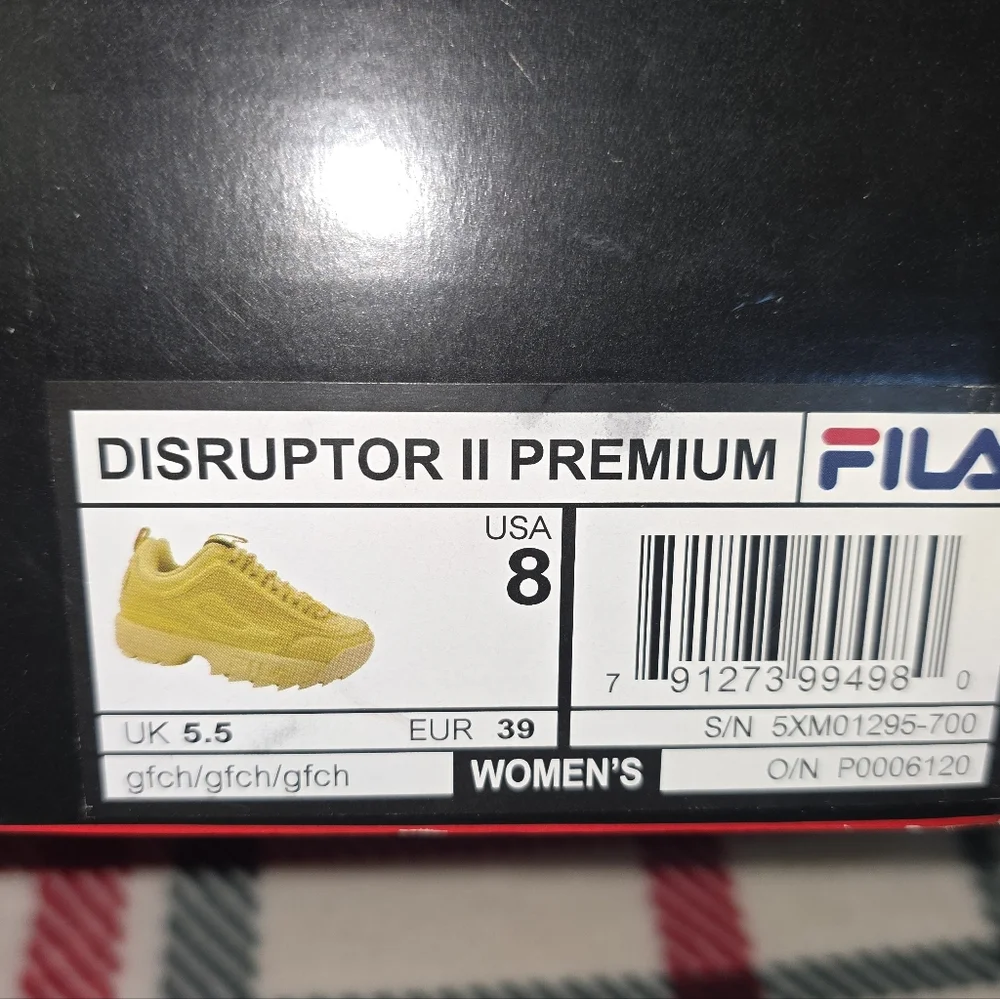 DISRUPTOR II PREMIUM
FILA
USA
8
7 91273 99498 0
UK 5.5
EUR 39
S/N 5XM01295-700
gfch/gfch/gfch
WOMEN'S
O/N P0006120